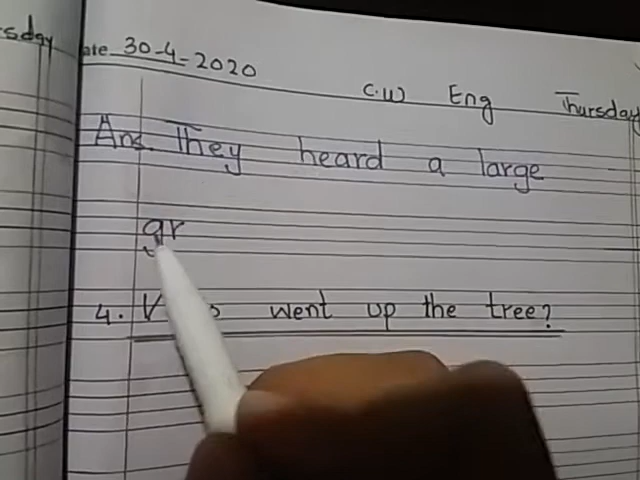 sday
ate 30-4-2020
C.W Eng Thursday
Ans. They heard a large
gr
4. went up the tree?